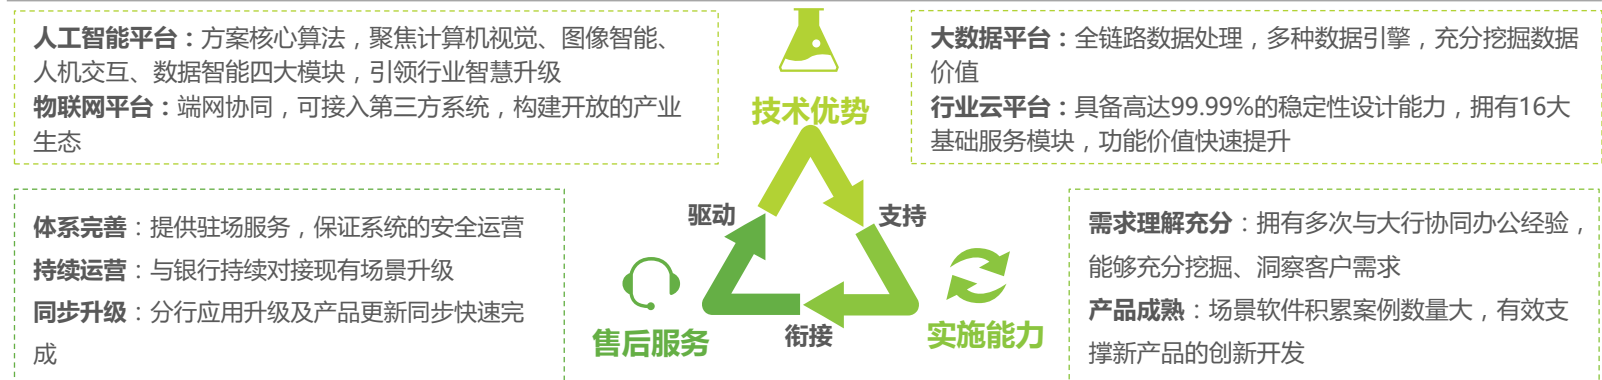 人工智能平台：方案核心算法，聚焦计算机视觉、图像智能、
人机交互、数据智能四大模块，引领行业智慧升级
物联网平台：端网协同，可接入第三方系统，构建开放的产业
生态
大数据平台：全链路数据处理，多种数据引擎，充分挖掘数据
价值
行业云平台：具备高达99.99%的稳定性设计能力，拥有16大
基础服务模块，功能价值快速提升
技术优势
驱动
支持
衔接
体系完善：提供驻场服务，保证系统的安全运营
持续运营：与银行持续对接现有场景升级
同步升级：分行应用升级及产品更新同步快速完
成
售后服务
实施能力
需求理解充分：拥有多次与大行协同办公经验，
能够充分挖掘、洞察客户需求
产品成熟：场景软件积累案例数量大，有效支
撑新产品的创新开发